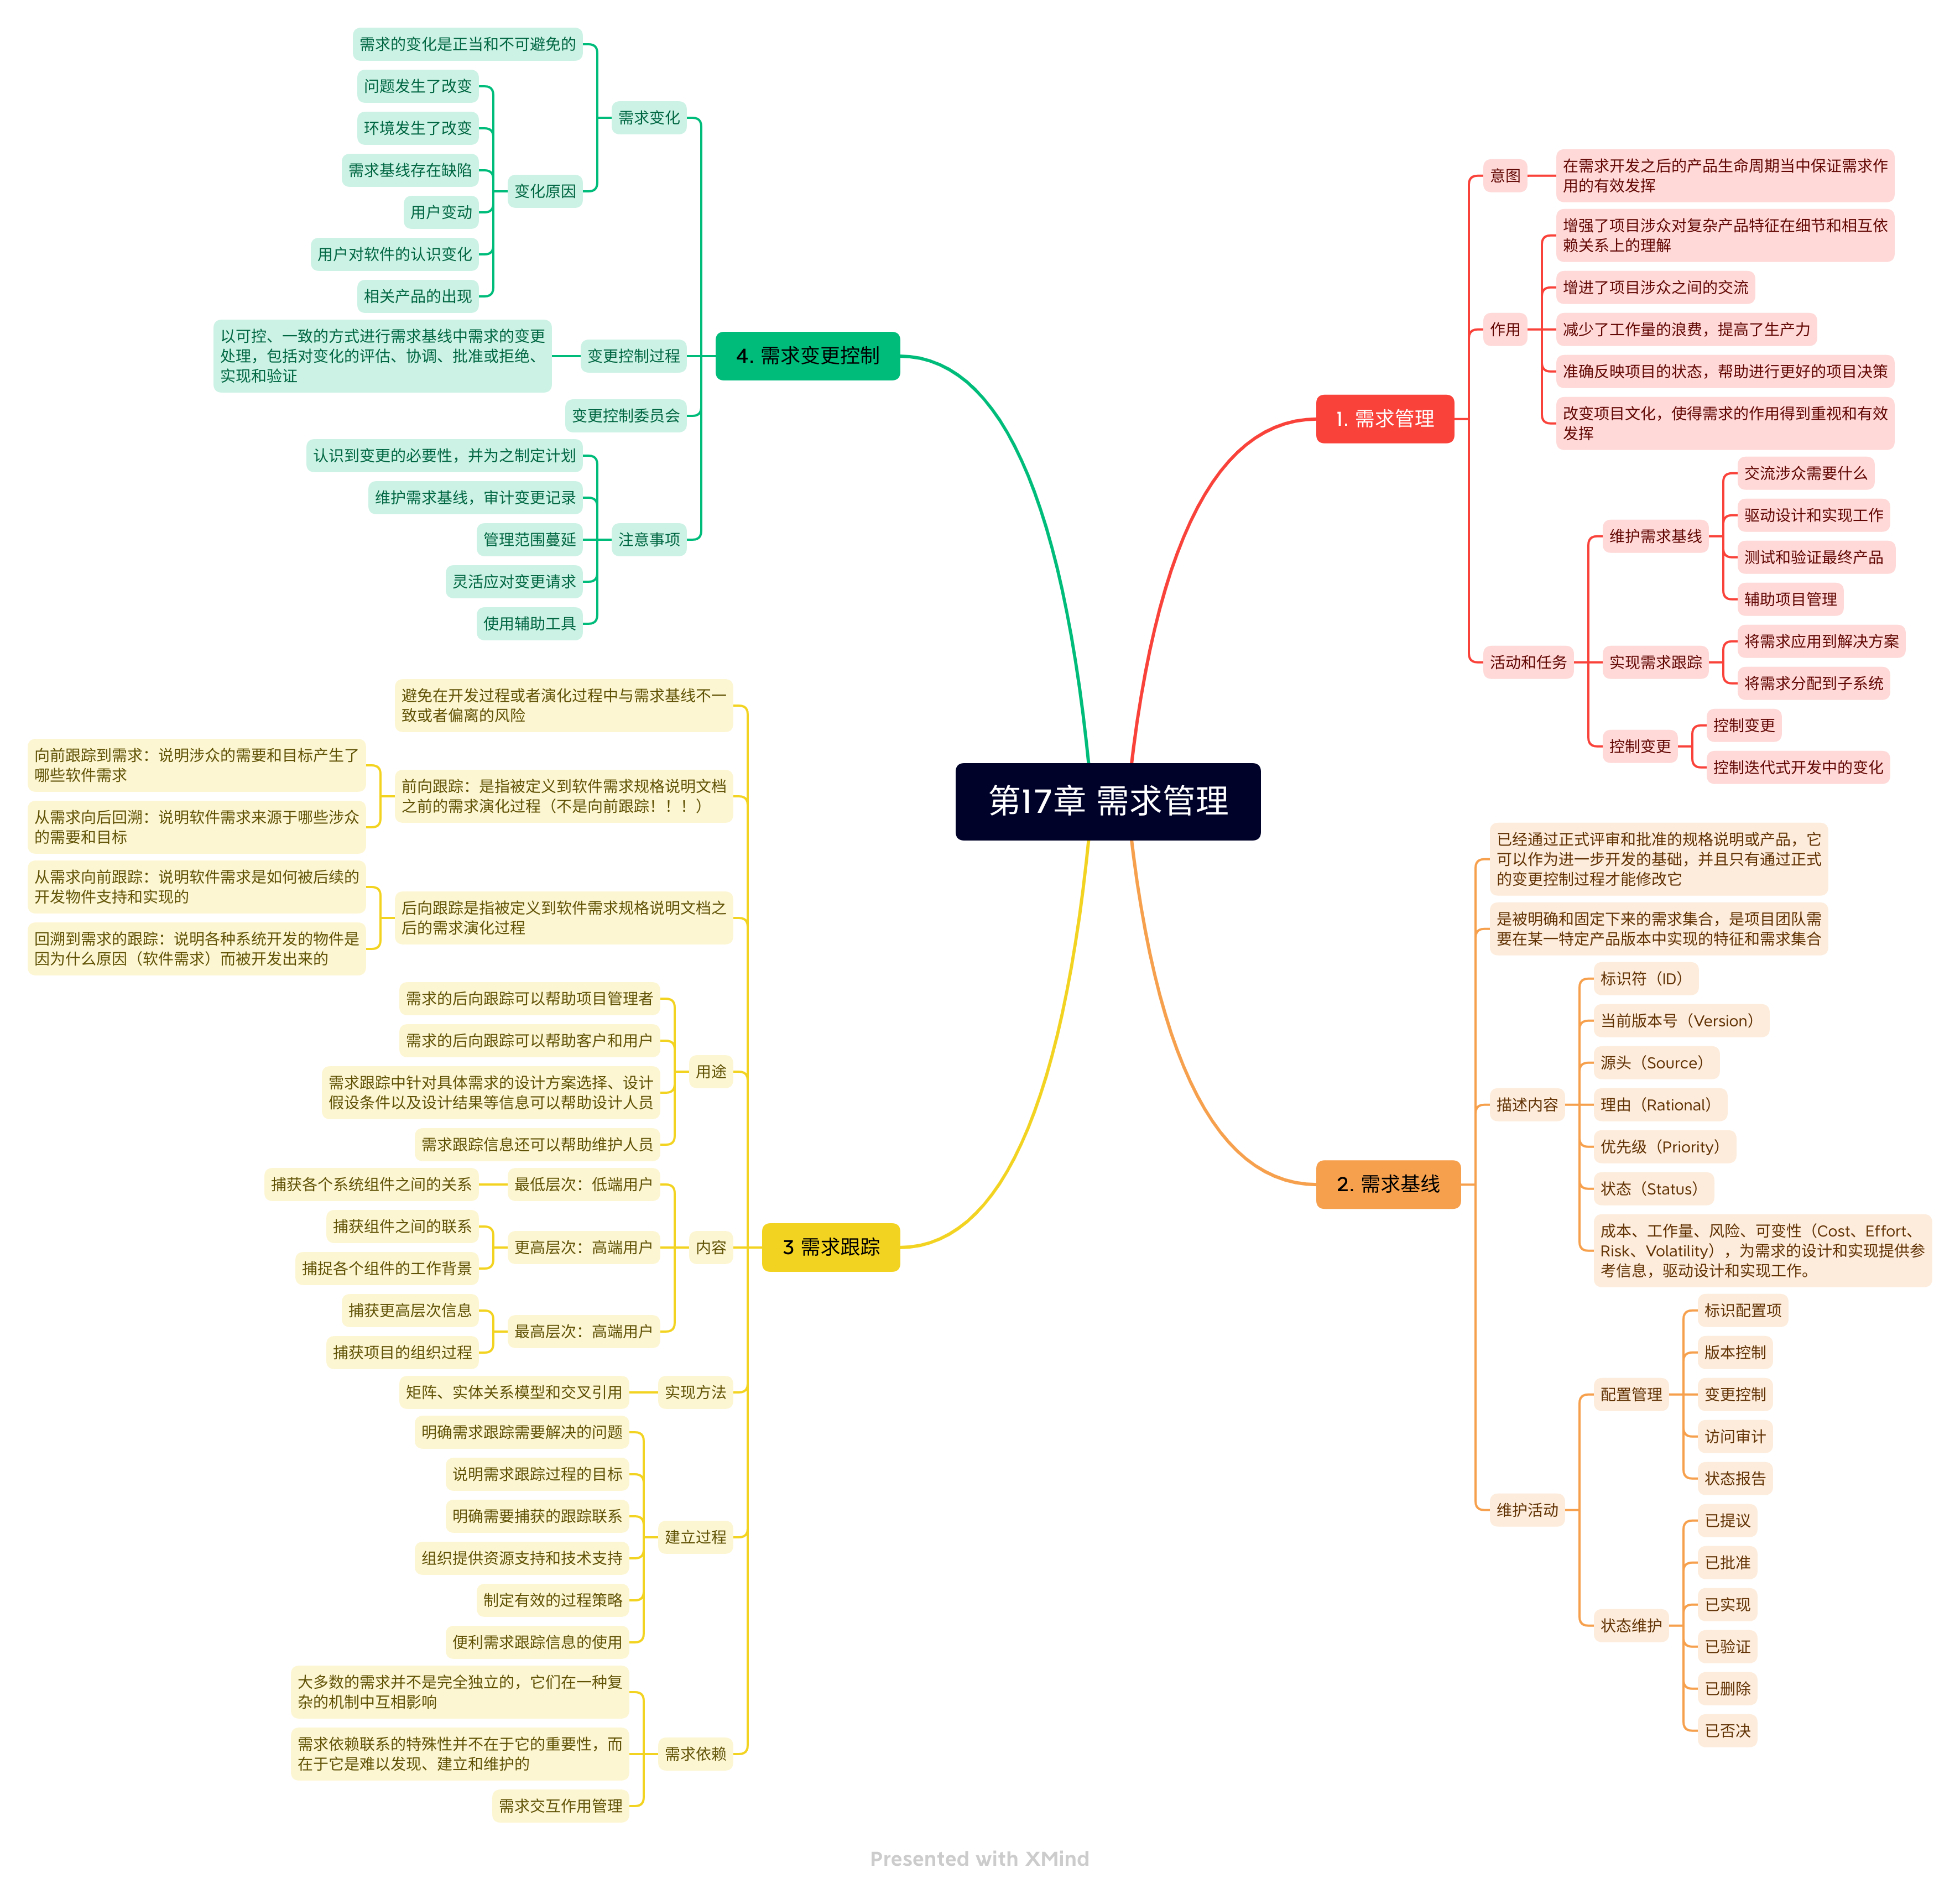 第17章 需求管理
1. 需求管理
意图
在需求开发之后的产品生命周期当中保证需求作
用的有效发挥
作用
增强了项目涉众对复杂产品特征在细节和相互依
赖关系上的理解
增进了项目涉众之间的交流
减少了工作量的浪费，提高了生产力
准确反映项目的状态，帮助进行更好的项目决策
改变项目文化，使得需求的作用得到重视和有效
发挥
活动和任务
维护需求基线
交流涉众需要什么
驱动设计和实现工作
测试和验证最终产品
辅助项目管理
实现需求跟踪
将需求应用到解决方案
将需求分配到子系统
控制变更
控制变更
控制迭代式开发中的变化
2. 需求基线
已经通过正式评审和批准的规格说明或产品，它
可以作为进一步开发的基础，并且只有通过正式
的变更控制过程才能修改它
是被明确和固定下来的需求集合，是项目团队需
要在某一特定产品版本中实现的特征和需求集合
描述内容
标识符（ID）
当前版本号（Version）
源头（Source）
理由（Rational）
优先级（Priority）
状态（Status）
成本、工作量、风险、可变性（Cost、Effort、
Risk、Volatility），为需求的设计和实现提供参
考信息，驱动设计和实现工作。
维护活动
配置管理
标识配置项
版本控制
变更控制
访问审计
状态报告
状态维护
已提议
已批准
已实现
已验证
已删除
已否决
3 需求跟踪
避免在开发过程或者演化过程中与需求基线不一
致或者偏离的风险
前向跟踪：是指被定义到软件需求规格说明文档
之前的需求演化过程（不是向前跟踪！！！）
向前跟踪到需求：说明涉众的需要和目标产生了
哪些软件需求
从需求向后回溯：说明软件需求来源于哪些涉众
的需要和目标
后向跟踪是指被定义到软件需求规格说明文档之
后的需求演化过程
从需求向前跟踪：说明软件需求是如何被后续的
开发物件支持和实现的
回溯到需求的跟踪：说明各种系统开发的物件是
因为什么原因（软件需求）而被开发出来的
用途
需求的后向跟踪可以帮助项目管理者
需求的后向跟踪可以帮助客户和用户
需求跟踪中针对具体需求的设计方案选择、设计
假设条件以及设计结果等信息可以帮助设计人员
需求跟踪信息还可以帮助维护人员
内容
最低层次：低端用户
捕获各个系统组件之间的关系
更高层次：高端用户
捕获组件之间的联系
捕捉各个组件的工作背景
最高层次：高端用户
捕获更高层次信息
捕获项目的组织过程
实现方法
矩阵、实体关系模型和交叉引用
建立过程
明确需求跟踪需要解决的问题
说明需求跟踪过程的目标
明确需要捕获的跟踪联系
组织提供资源支持和技术支持
制定有效的过程策略
便利需求跟踪信息的使用
需求依赖
大多数的需求并不是完全独立的，它们在一种复
杂的机制中互相影响
需求依赖联系的特殊性并不在于它的重要性，而
在于它是难以发现、建立和维护的
需求交互作用管理
4. 需求变更控制
需求变化
需求的变化是正当和不可避免的
变化原因
问题发生了改变
环境发生了改变
需求基线存在缺陷
用户变动
用户对软件的认识变化
相关产品的出现
变更控制过程
以可控、一致的方式进行需求基线中需求的变更
处理，包括对变化的评估、协调、批准或拒绝、
实现和验证
变更控制委员会
注意事项
认识到变更的必要性，并为之制定计划
维护需求基线，审计变更记录
管理范围蔓延
灵活应对变更请求
使用辅助工具
Presented with XMind